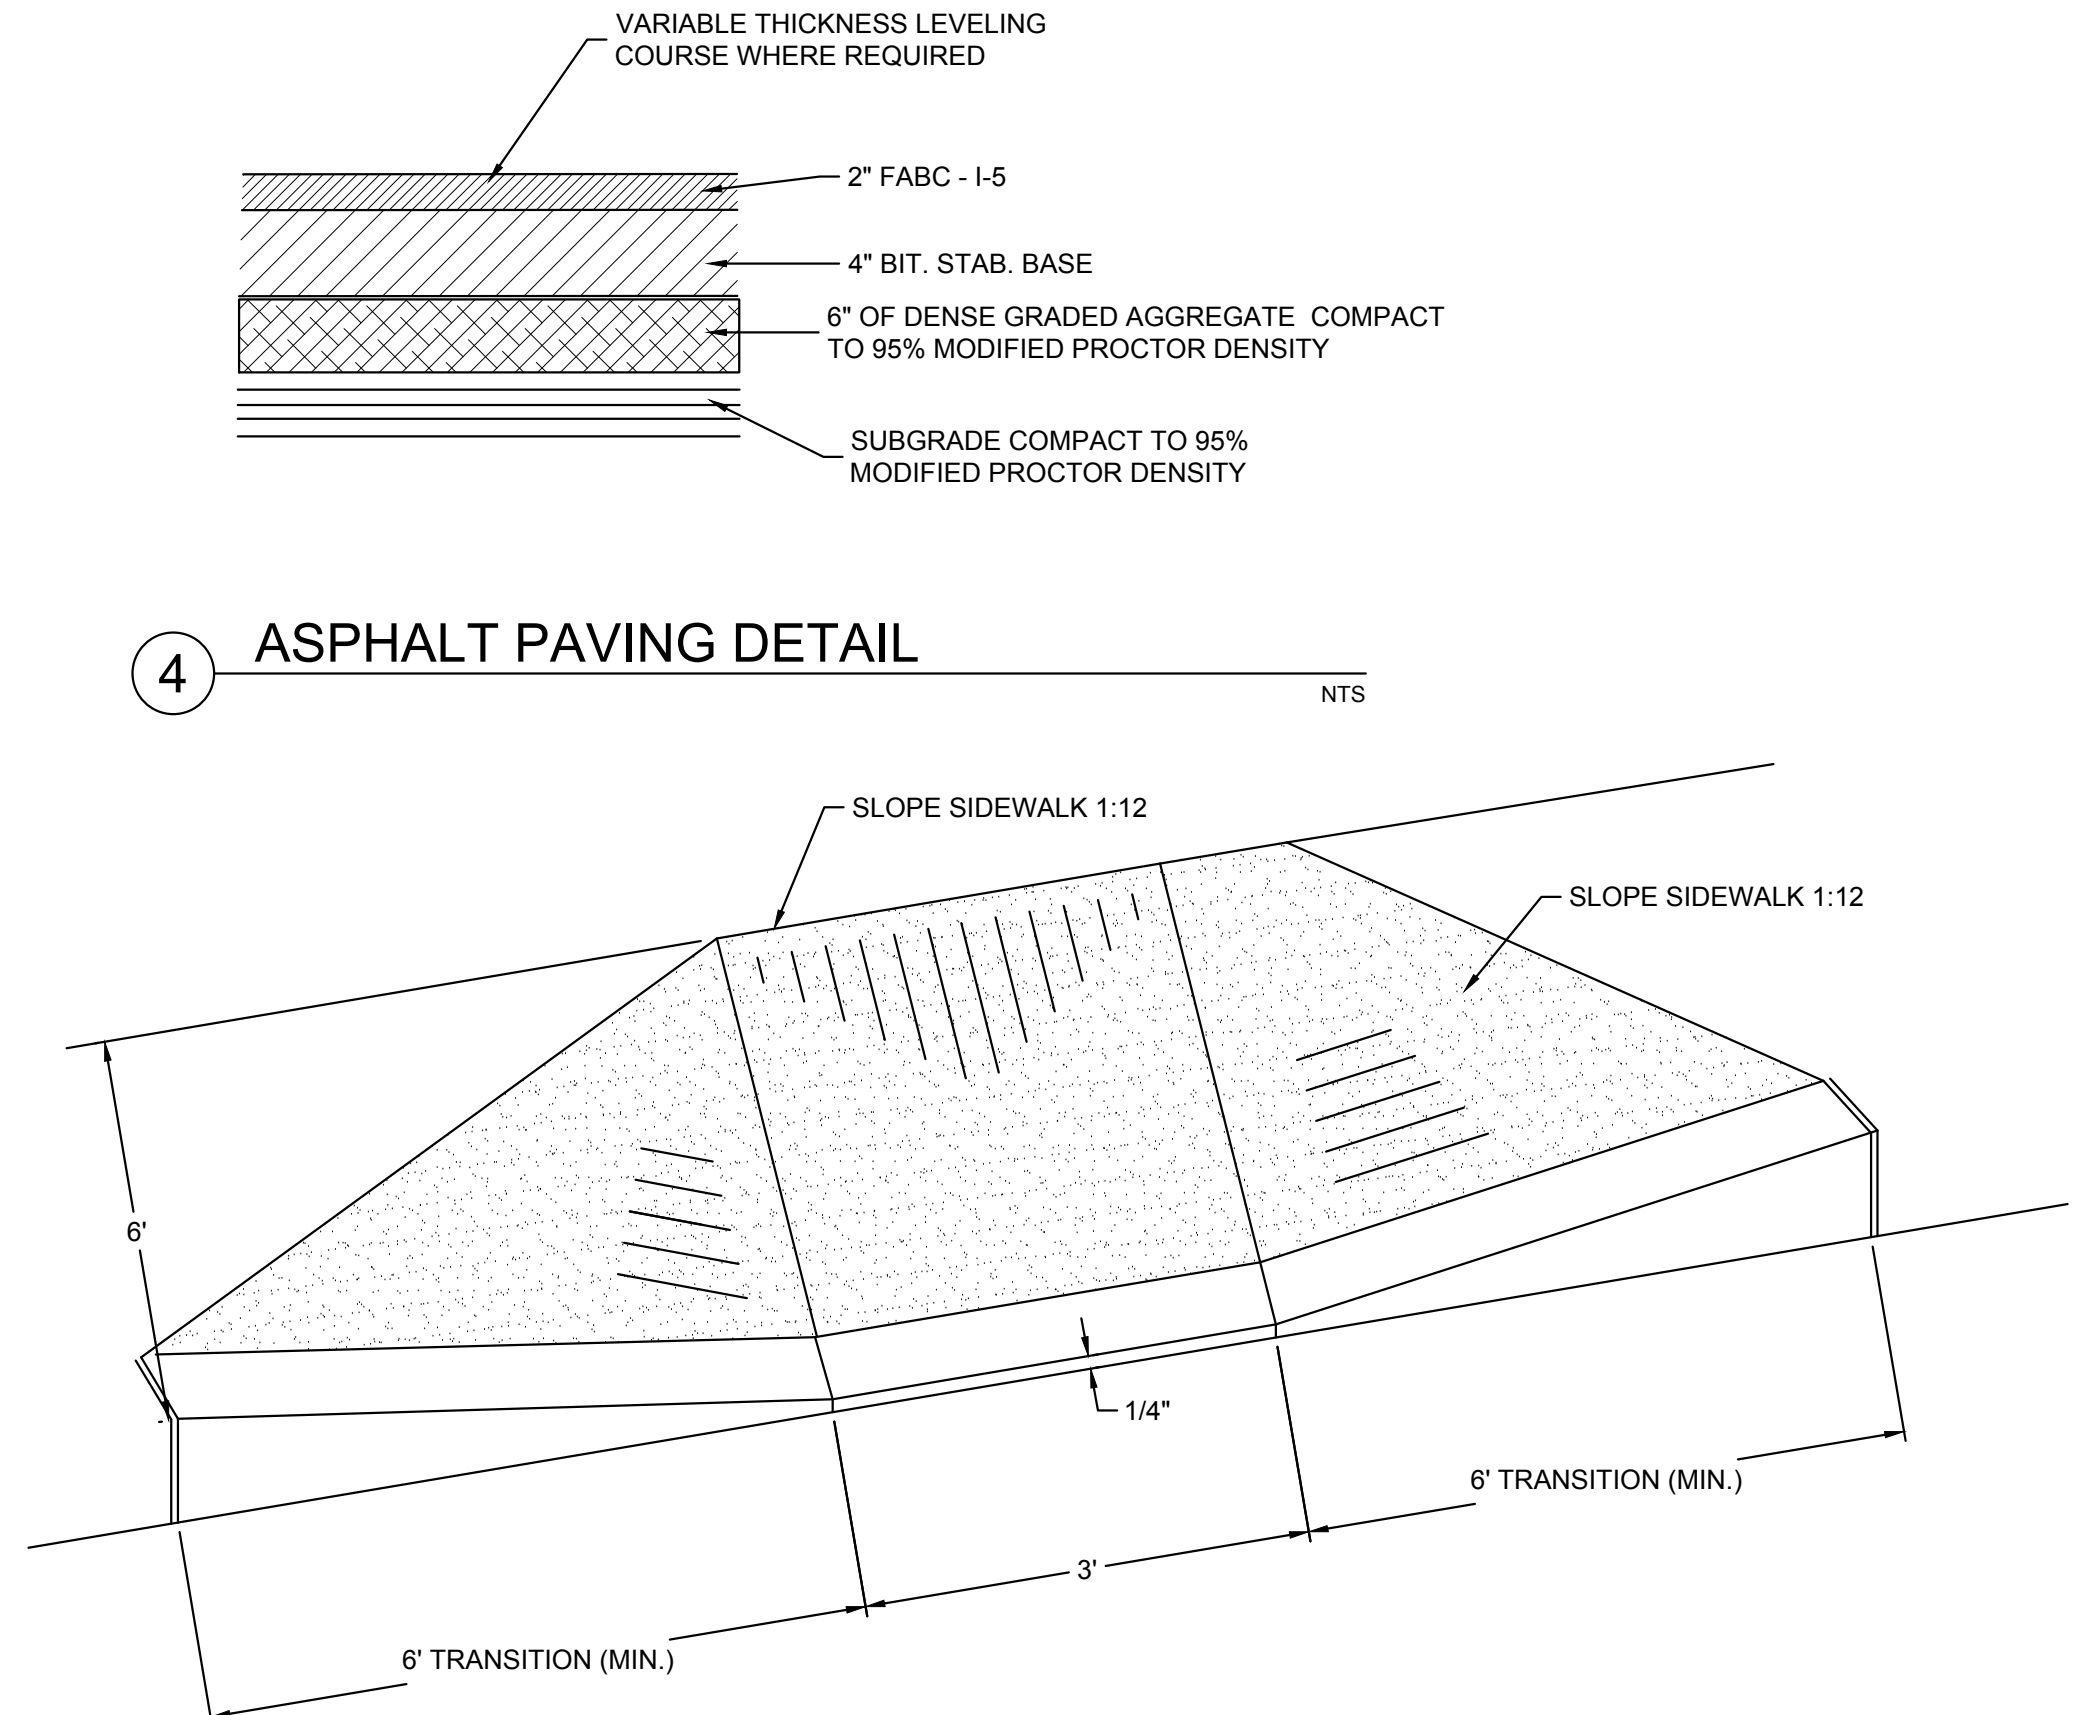 VARIABLE THICKNESS LEVELING
COURSE WHERE REQUIRED
2" FABC - I-5
4" BIT. STAB. BASE
6" OF DENSE GRADED AGGREGATE COMPACT
TO 95% MODIFIED PROCTOR DENSITY
SUBGRADE COMPACT TO 95%
MODIFIED PROCTOR DENSITY
4
ASPHALT PAVING DETAIL
NTS
SLOPE SIDEWALK 1:12
SLOPE SIDEWALK 1:12
6'
1/4"
6' TRANSITION (MIN.)
3'
6' TRANSITION (MIN.)